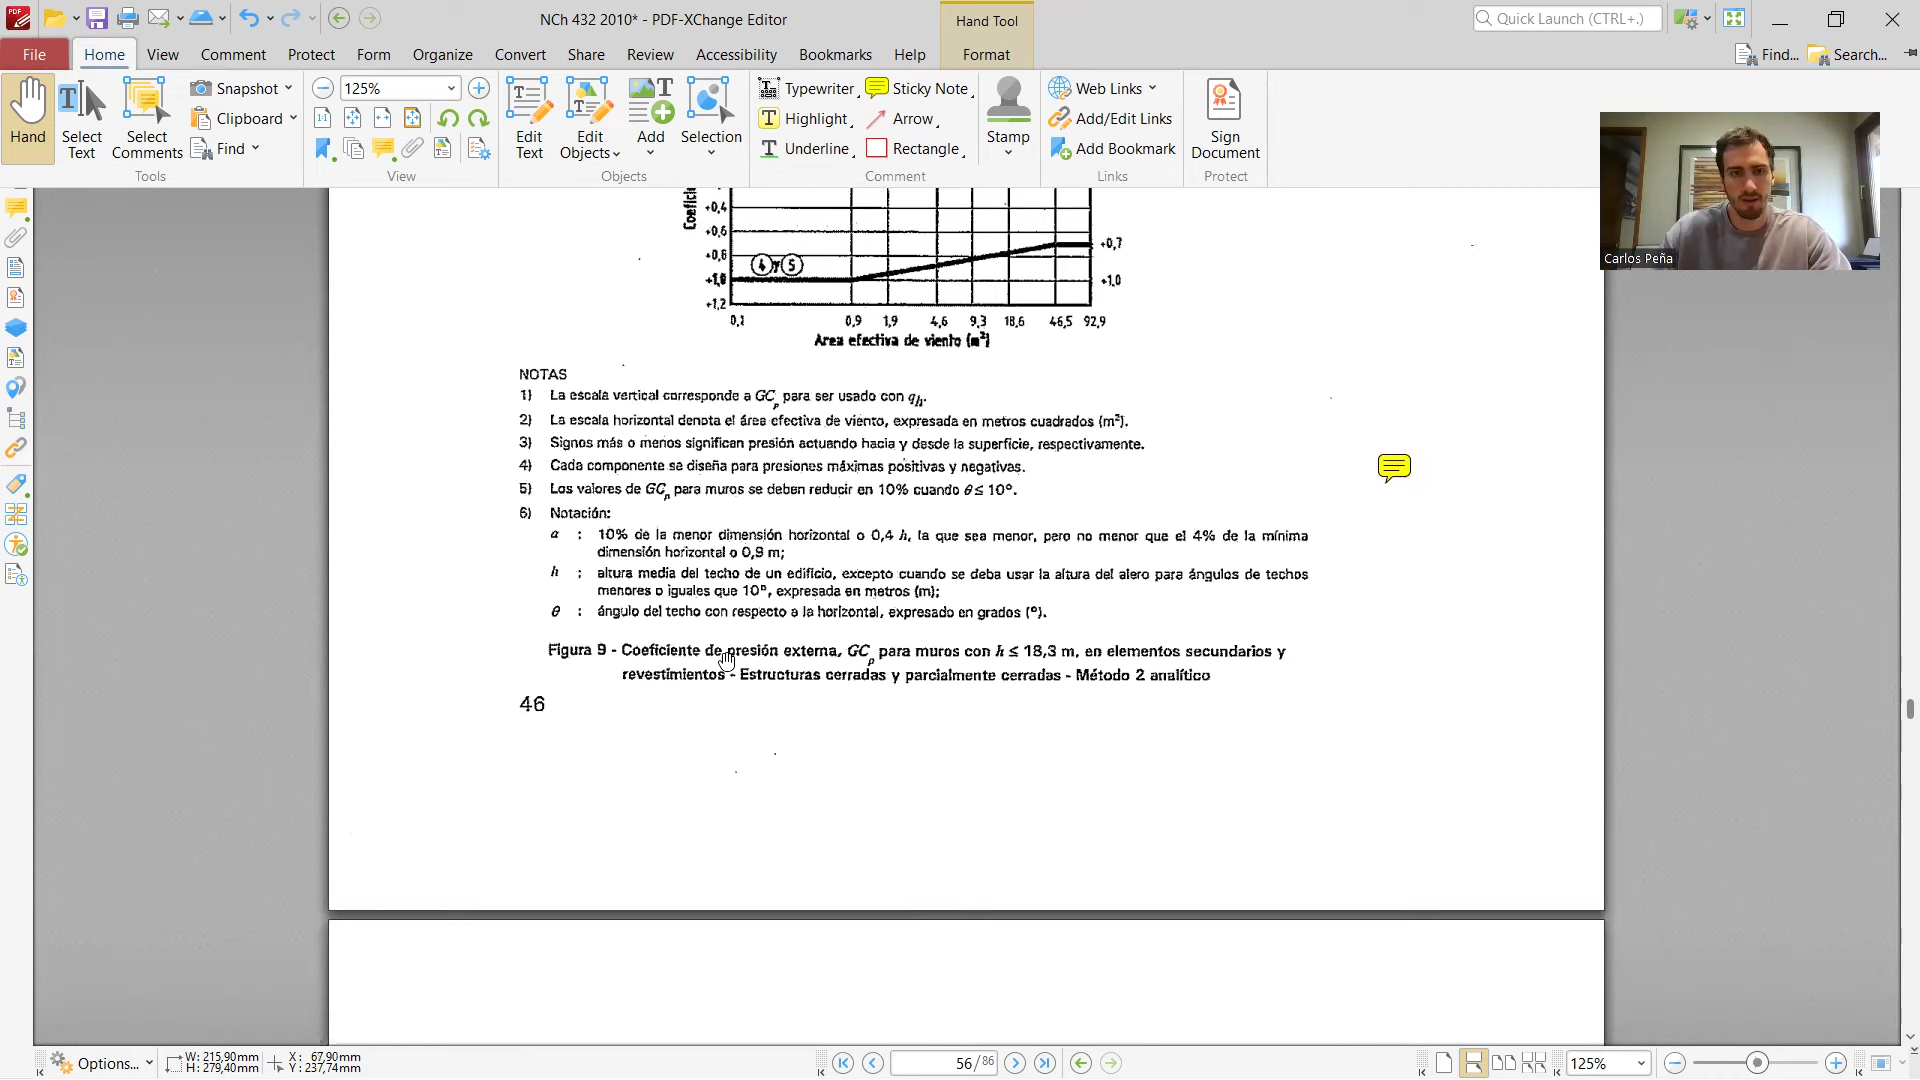 NCh 432 2010* - PDF-XChange Editor
Hand Tool
Quick Launch (CTRL+.)
File Home View Comment Protect Form Organize Convert Share Review Accessibility Bookmarks Help Format
Find... Search...
Hand
Select Text
Select Comments
Snapshot
Clipboard
Find
Tools
125%
View
Edit Text
Edit Objects
Add
Selection
Objects
Typewriter
Highlight
Underline
Sticky Note
Arrow
Rectangle
Stamp
Comment
Web Links
Add/Edit Links
Add Bookmark
Links
Sign Document
Protect
Carlos Peña
+0,4
+0,6
+0,8
+1,2
4 y 5
+0,7
+1,0
0,1 0,9 1,9 4,6 9,3 18,6 46,5 92,9
Area efectiva de viento (m²)
NOTAS
1) La escala vertical corresponde a GCp para ser usado con qh.
2) La escala horizontal denota el área efectiva de viento, expresada en metros cuadrados (m²).
3) Signos más o menos significan presión actuando hacia y desde la superficie, respectivamente.
4) Cada componente se diseña para presiones máximas positivas y negativas.
5) Los valores de GCp para muros se deben reducir en 10% cuando θ ≤ 10°.
6) Notación:
a : 10% de la menor dimensión horizontal o 0,4 h, la que sea menor, pero no menor que el 4% de la mínima
dimensión horizontal o 0,9 m;
h : altura media del techo de un edificio, excepto cuando se deba usar la altura del alero para ángulos de techos
menores o iguales que 10°, expresada en metros (m);
θ : ángulo del techo con respecto a la horizontal, expresado en grados (°).
Figura 9 - Coeficiente de presión externa, GCp para muros con h ≤ 18,3 m, en elementos secundarios y
revestimientos - Estructuras cerradas y parcialmente cerradas - Método 2 analítico
46
Options...
W: 215,90mm
H: 279,40mm
X: 67,90mm
Y: 237,74mm
56 / 86
125%